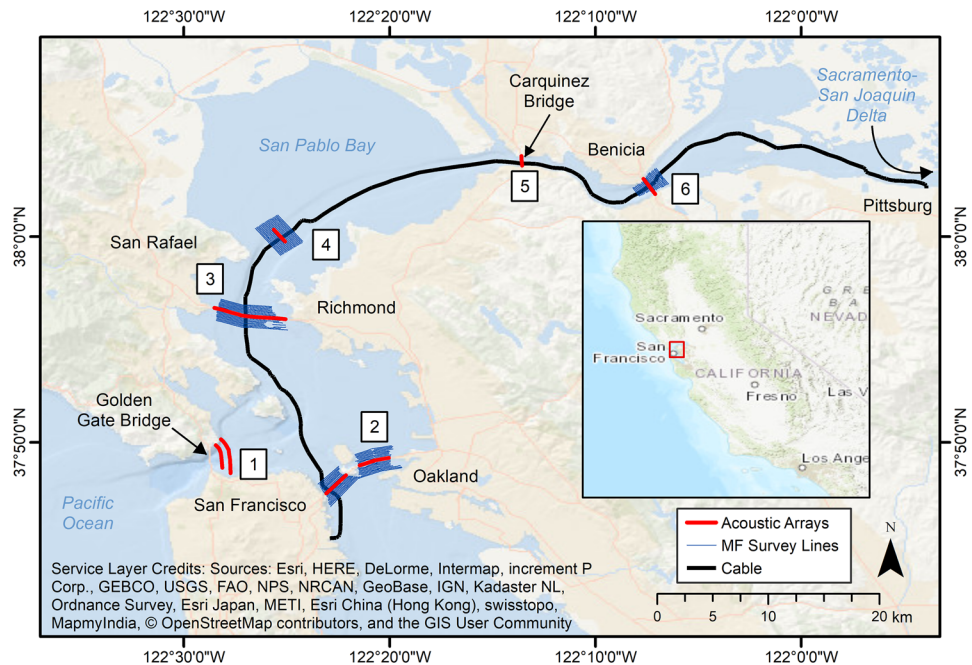 122°30'0"W
122°20'0"W
122°10'0"W
122°0'0"W
Carquinez
Bridge
Sacramento-
San Joaquin
Delta
San Pablo Bay
Benicia
5
6
Pittsburg
38°0'0"N
38°0'0"N
San Rafael
4
3
Richmond
GRE
BA
NEVAD
Sacramento
San
Francisco
CALIFORNIA
Fresno
Las V
Los Ange
Golden
Gate Bridge
2
37°50'0"N
37°50'0"N
1
Oakland
San Francisco
Pacific
Ocean
Acoustic Arrays
MF Survey Lines
Cable
N
Service Layer Credits: Sources: Esri, HERE, DeLorme, Intermap, increment P
Corp., GEBCO, USGS, FAO, NPS, NRCAN, GeoBase, IGN, Kadaster NL,
Ordnance Survey, Esri Japan, METI, Esri China (Hong Kong), swisstopo,
MapmyIndia, © OpenStreetMap contributors, and the GIS User Community
0 5 10 20 km
122°30'0"W
122°20'0"W
122°10'0"W
122°0'0"W